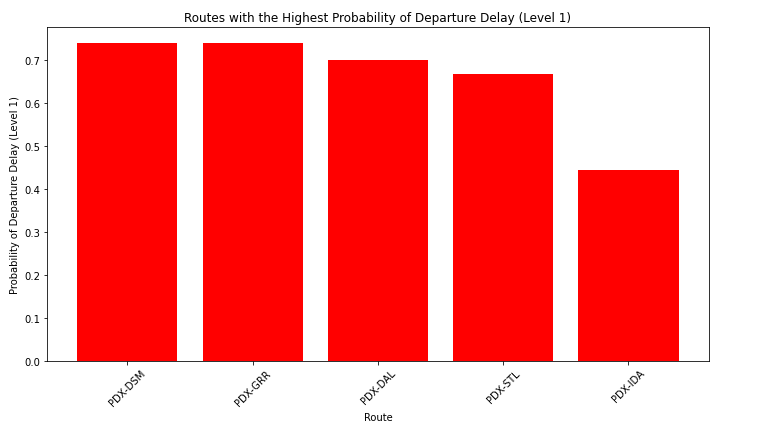 Routes with the Highest Probability of Departure Delay (Level 1)
Probability of Departure Delay (Level 1)
0.7
0.6
0.5
0.4
0.3
0.2
0.1
0.0
PDX-DSM
PDX-GRR
PDX-DAL
PDX-STL
PDX-IDA
Route